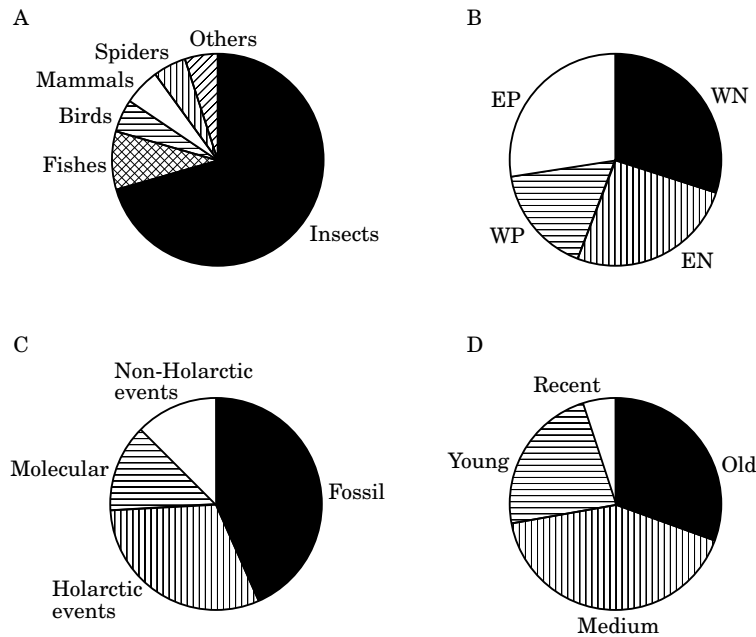 A
Others
Spiders
Mammals
Birds
Fishes
Insects
B
EP
WN
WP
EN
C
Non-Holarctic
events
Molecular
Fossil
Holarctic
events
D
Recent
Young
Old
Medium